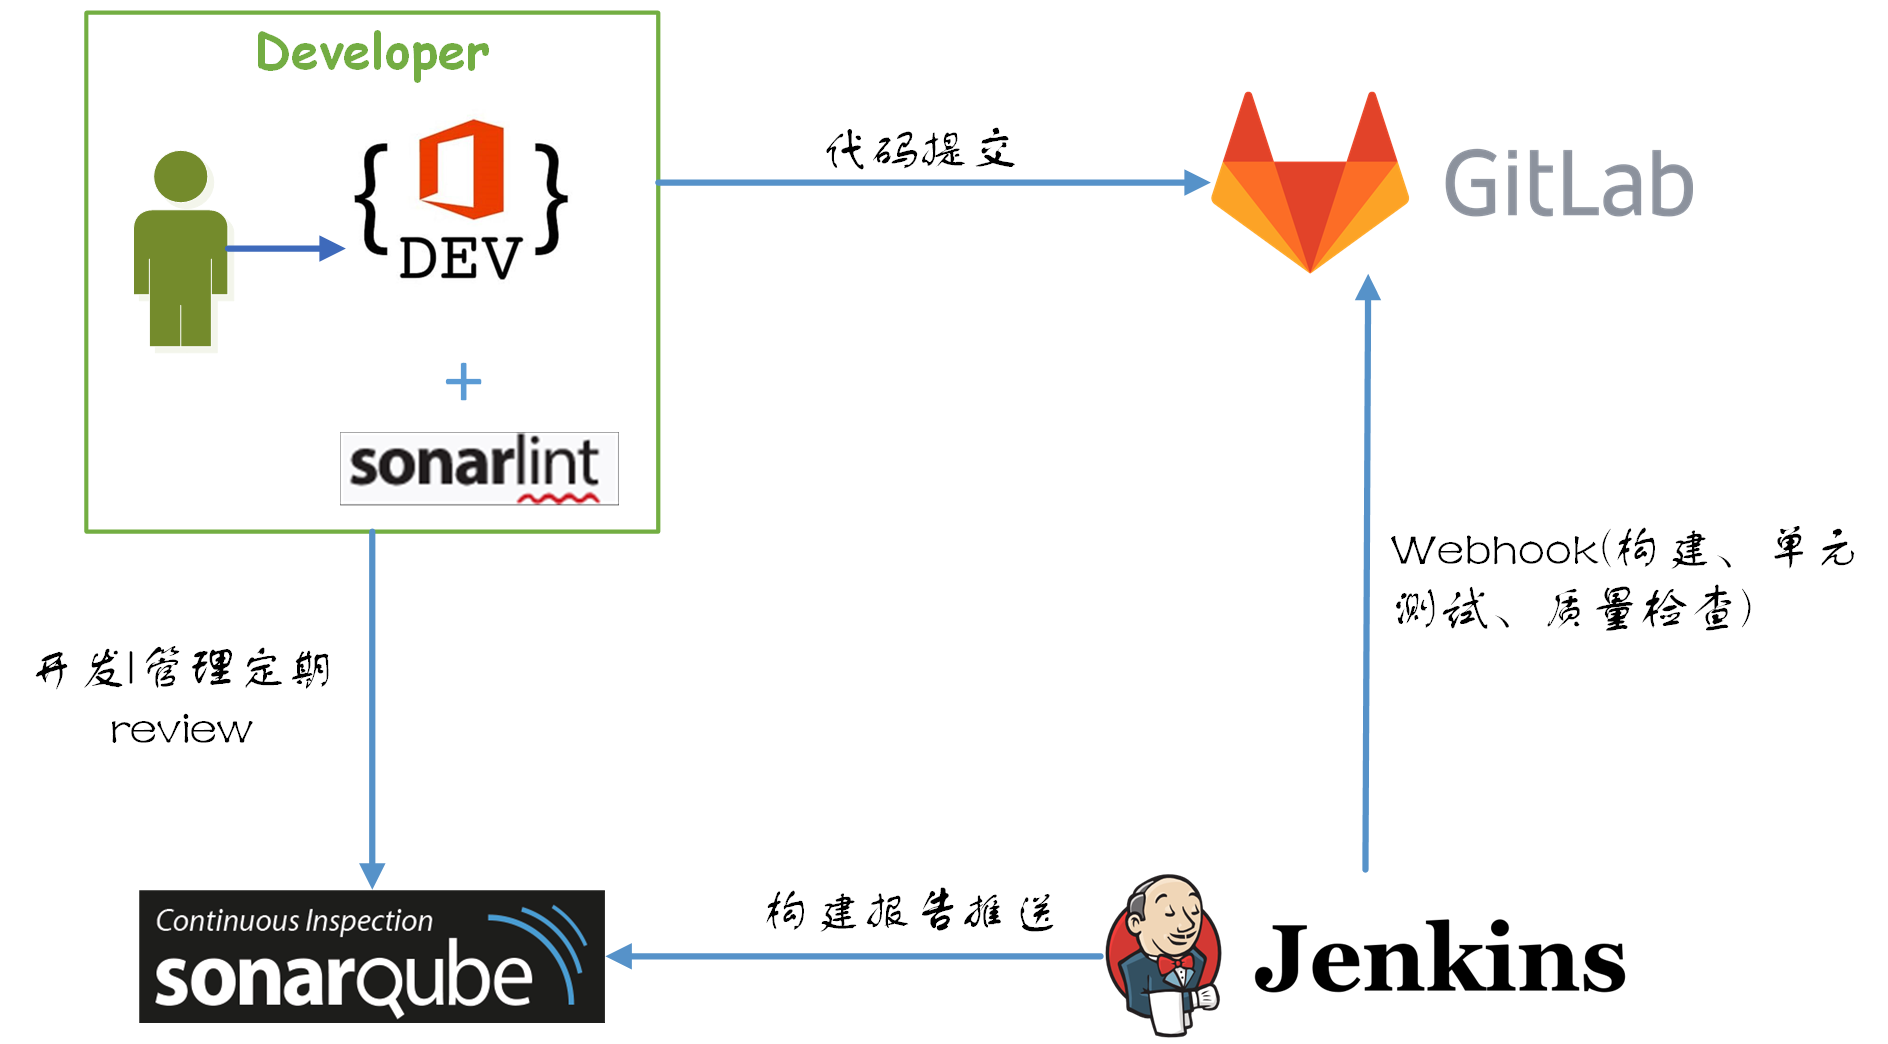 Developer
{ DEV }
+
sonarlint
代码提交
GitLab
Webhook(构建、单元
测试、质量检查)
开发|管理定期
review
构建报告推送
Continuous Inspection
sonarqube
Jenkins